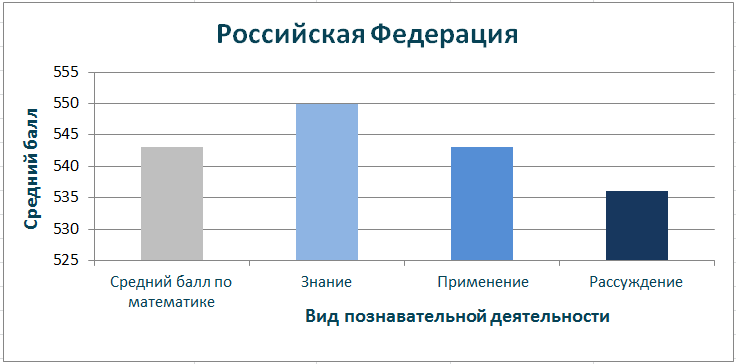 Российская Федерация
Средний балл
555
550
545
540
535
530
525
Средний балл по
математике
Знание
Применение
Рассуждение
Вид познавательной деятельности